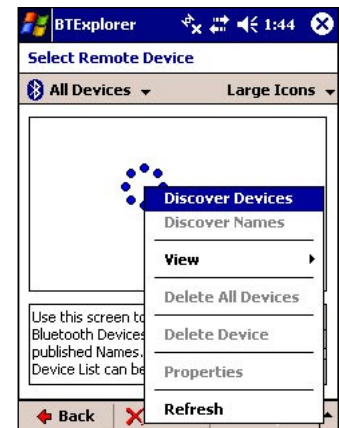 BTExplorer 1:44
Select Remote Device
All Devices Large Icons
Discover Devices
Discover Names
View
Delete All Devices
Delete Device
Properties
Refresh
Use this screen to
Bluetooth Devices
published Names.
Device List can be
Back